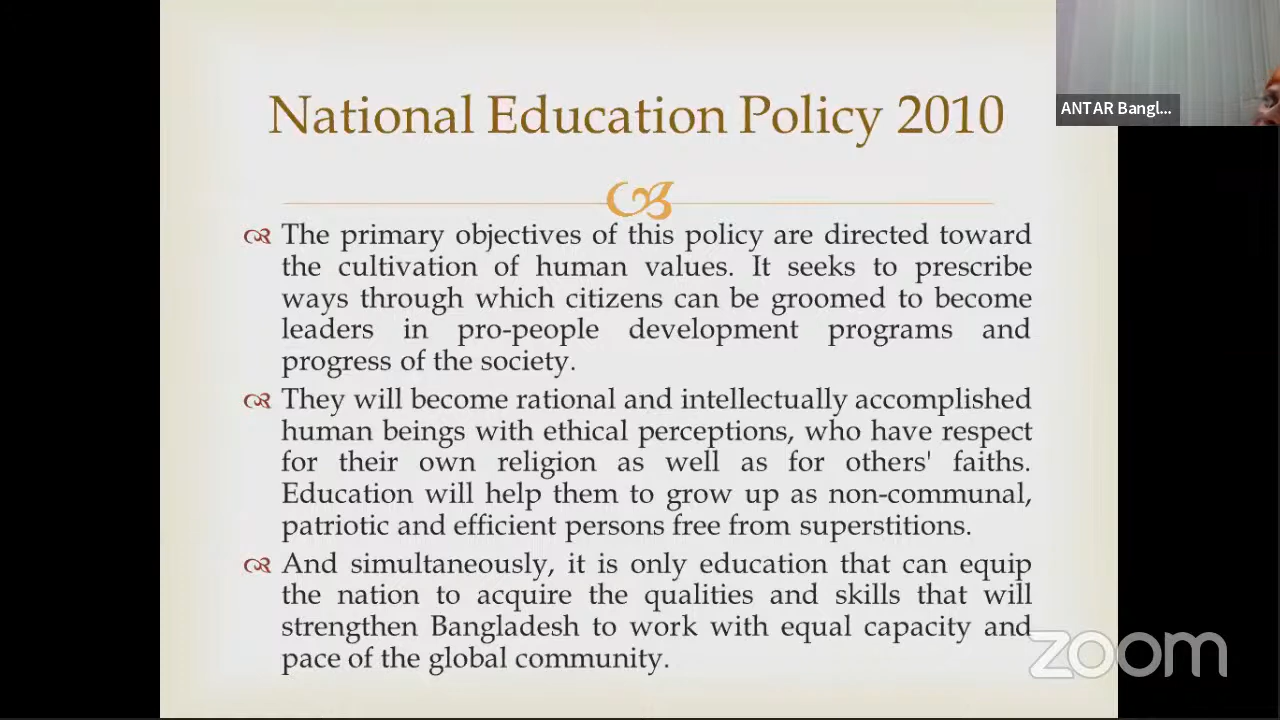 National Education Policy 2010
ANTAR Bangl...
The primary objectives of this policy are directed toward
the cultivation of human values. It seeks to prescribe
ways through which citizens can be groomed to become
leaders in pro-people development programs and
progress of the society.
They will become rational and intellectually accomplished
human beings with ethical perceptions, who have respect
for their own religion as well as for others' faiths.
Education will help them to grow up as non-communal,
patriotic and efficient persons free from superstitions.
And simultaneously, it is only education that can equip
the nation to acquire the qualities and skills that will
strengthen Bangladesh to work with equal capacity and
pace of the global community.
zoom